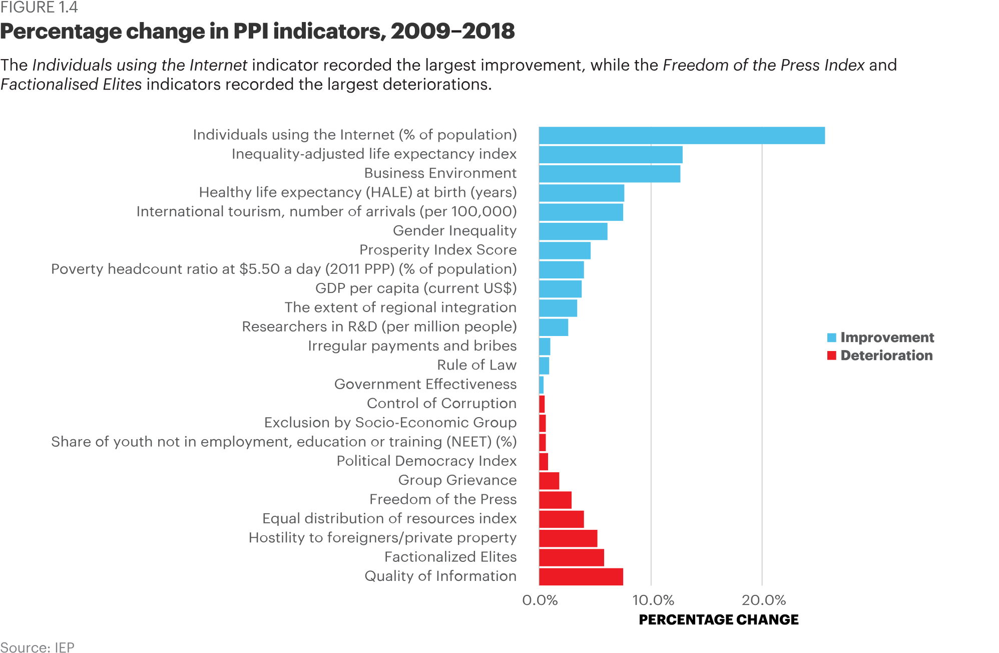 FIGURE 1.4
Percentage change in PPI indicators, 2009–2018
The Individuals using the Internet indicator recorded the largest improvement, while the Freedom of the Press Index and
Factionalised Elites indicators recorded the largest deteriorations.
Individuals using the Internet (% of population)
Inequality-adjusted life expectancy index
Business Environment
Healthy life expectancy (HALE) at birth (years)
International tourism, number of arrivals (per 100,000)
Gender Inequality
Prosperity Index Score
Poverty headcount ratio at $5.50 a day (2011 PPP) (% of population)
GDP per capita (current US$)
The extent of regional integration
Researchers in R&D (per million people)
Irregular payments and bribes
Rule of Law
Government Effectiveness
Control of Corruption
Exclusion by Socio-Economic Group
Share of youth not in employment, education or training (NEET) (%)
Political Democracy Index
Group Grievance
Freedom of the Press
Equal distribution of resources index
Hostility to foreigners/private property
Factionalized Elites
Quality of Information
Improvement
Deterioration
0.0% 10.0% 20.0%
PERCENTAGE CHANGE
Source: IEP